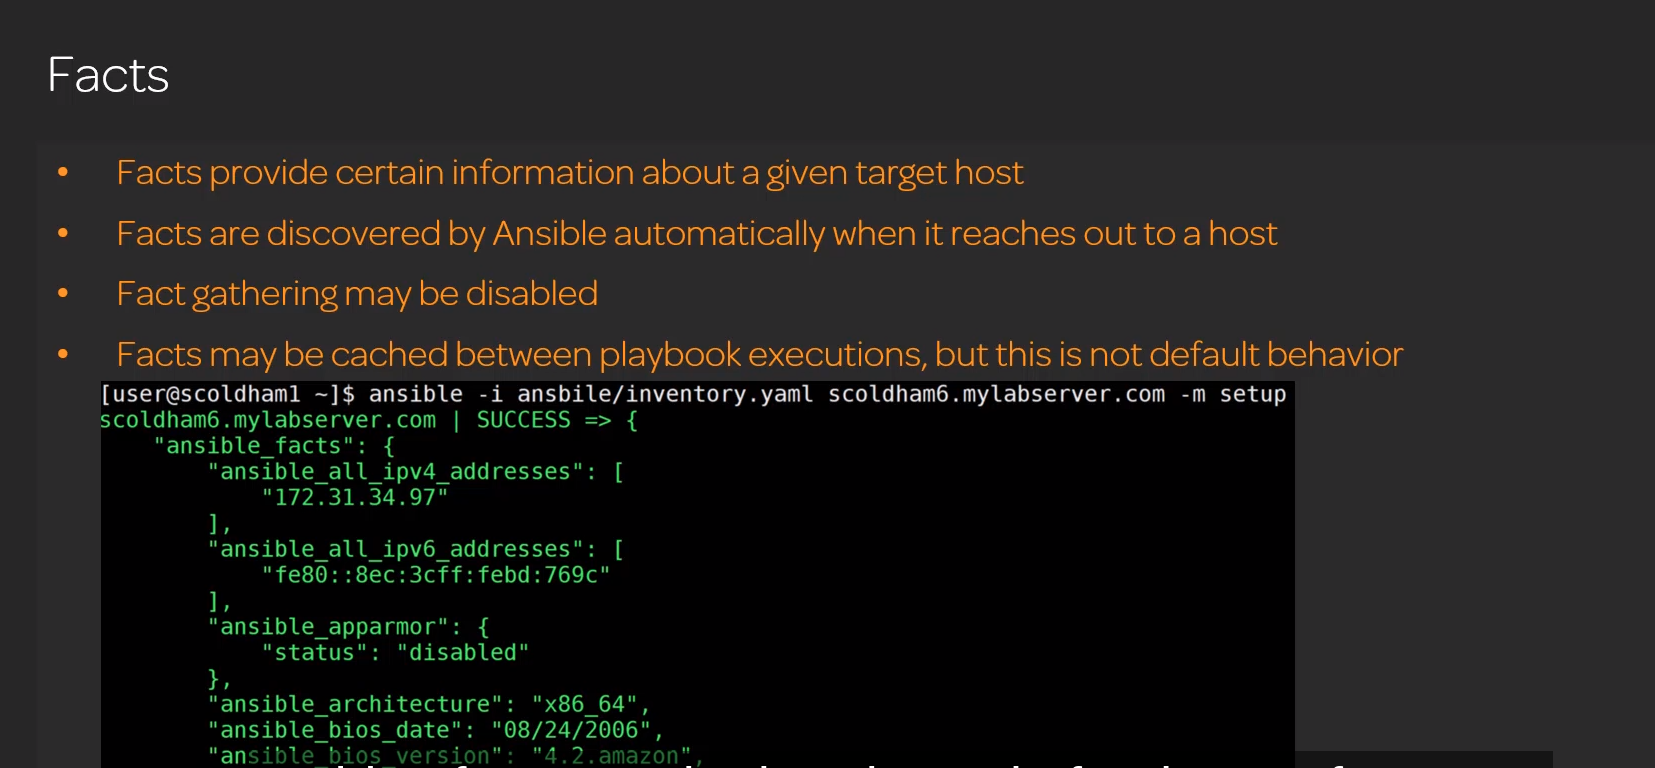 Facts
• Facts provide certain information about a given target host
• Facts are discovered by Ansible automatically when it reaches out to a host
• Fact gathering may be disabled
• Facts may be cached between playbook executions, but this is not default behavior
[user@scoldham1 ~]$ ansible -i ansbile/inventory.yaml scoldham6.mylabserver.com -m setup
scoldham6.mylabserver.com | SUCCESS => {
    "ansible_facts": {
        "ansible_all_ipv4_addresses": [
            "172.31.34.97"
        ],
        "ansible_all_ipv6_addresses": [
            "fe80::8ec:3cff:febd:769c"
        ],
        "ansible_apparmor": {
            "status": "disabled"
        },
        "ansible_architecture": "x86_64",
        "ansible_bios_date": "08/24/2006",
        "ansible_bios_version": "4.2.amazon",